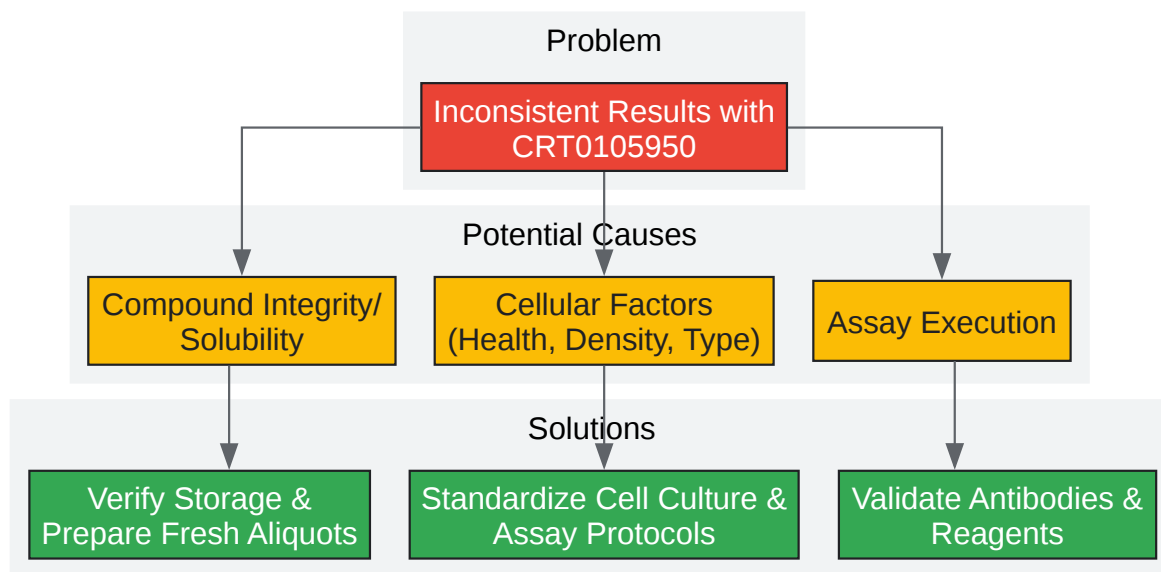 Problem
Inconsistent Results with
CRT0105950
Potential Causes
Compound Integrity/
Solubility
Cellular Factors
(Health, Density, Type)
Assay Execution
Solutions
Verify Storage &
Prepare Fresh Aliquots
Standardize Cell Culture &
Assay Protocols
Validate Antibodies &
Reagents